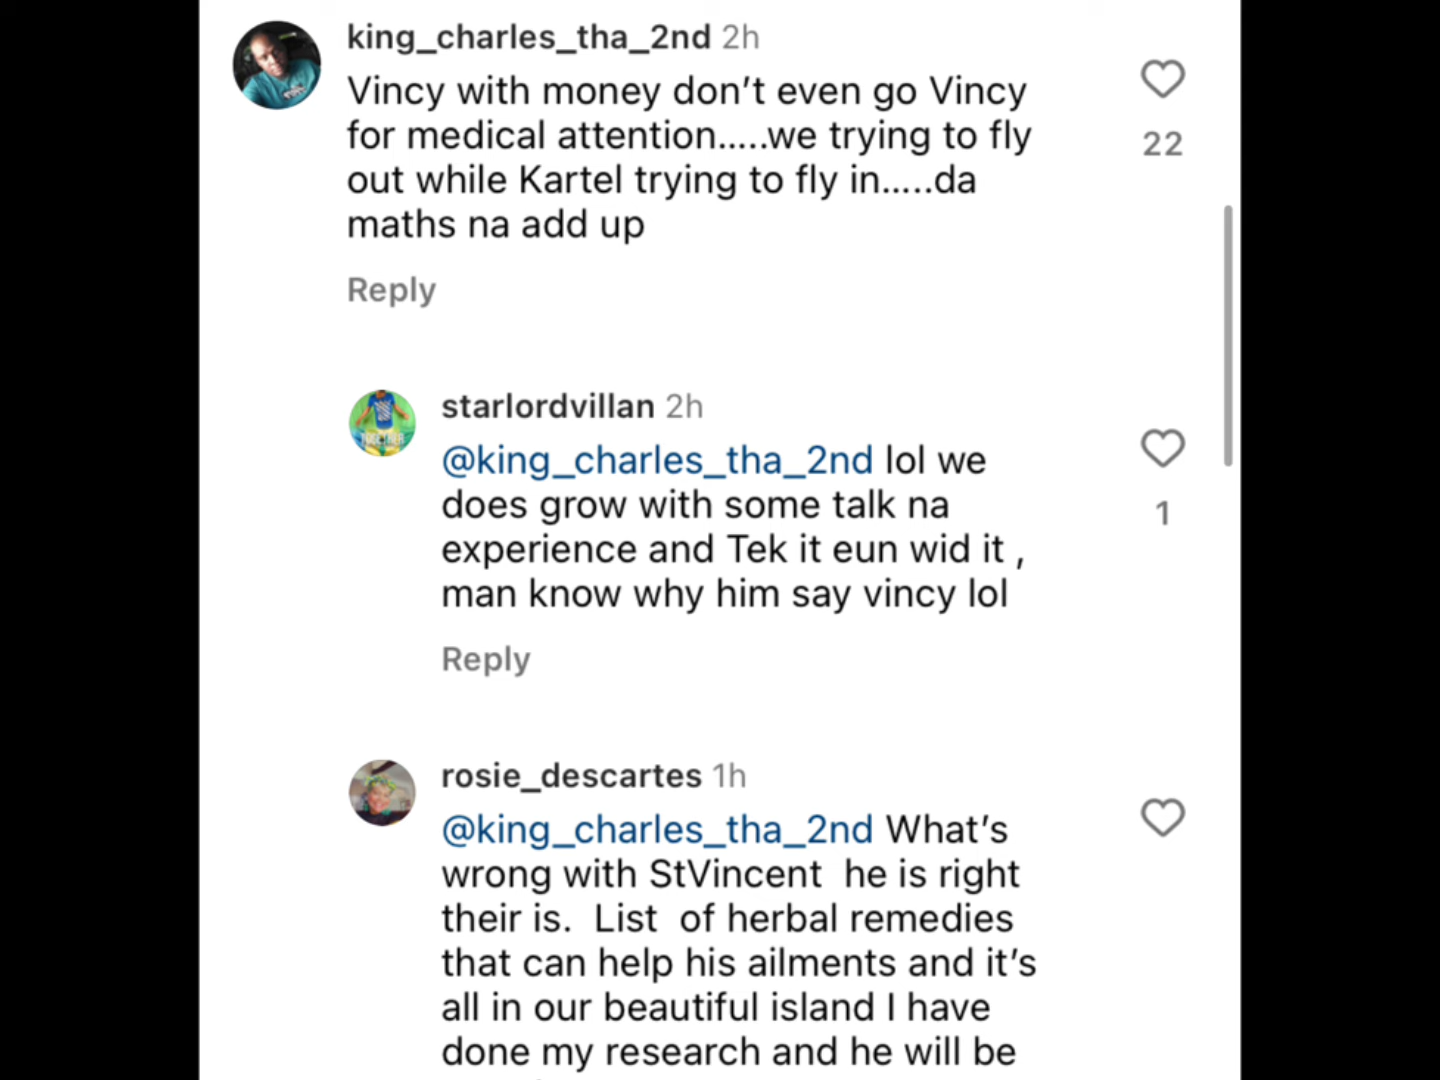 king_charles_tha_2nd 2h
Vincy with money don’t even go Vincy
for medical attention.....we trying to fly
out while Kartel trying to fly in.....da
maths na add up
22
Reply
starlordvillan 2h
@king_charles_tha_2nd lol we
does grow with some talk na
experience and Tek it eun wid it ,
man know why him say vincy lol
1
Reply
rosie_descartes 1h
@king_charles_tha_2nd What’s
wrong with StVincent  he is right
their is.  List  of herbal remedies
that can help his ailments and it’s
all in our beautiful island I have
done my research and he will be